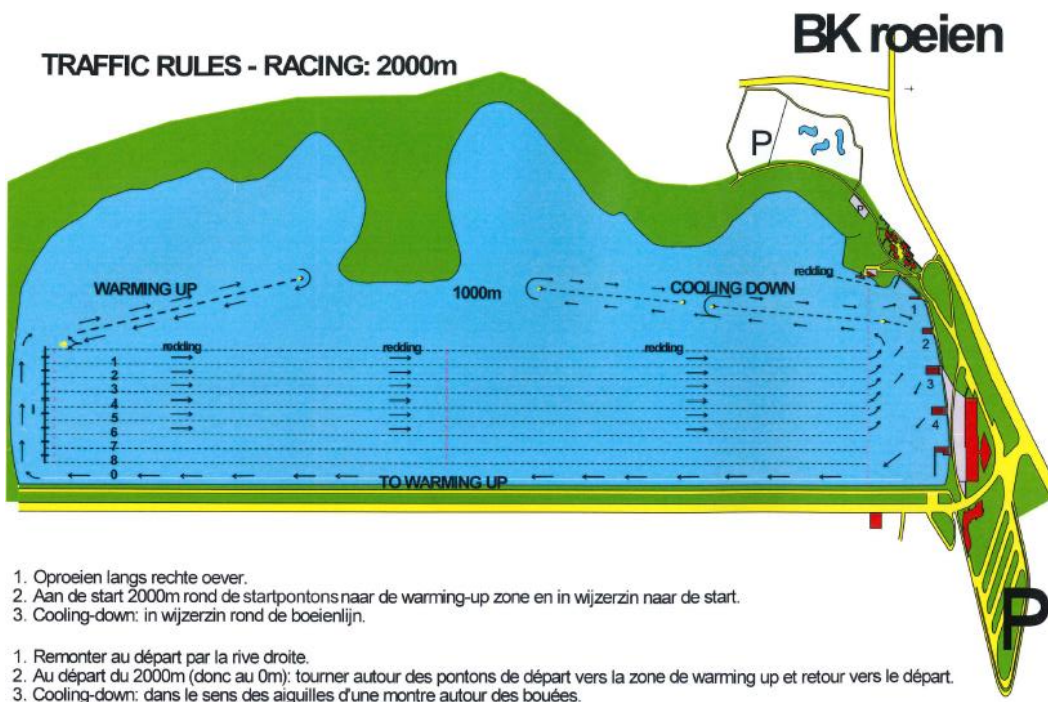 BK roeien
TRAFFIC RULES - RACING: 2000m
P
P
redding
WARMING UP
1000m
COOLING DOWN
1
2
3
4
redding
redding
redding
1
2
3
4
5
6
7
8
0
TO WARMING UP
P
1. Oproeien langs rechte oever.
2. Aan de start 2000m rond de startpontons naar de warming-up zone en in wijzerzin naar de start.
3. Cooling-down: in wijzerzin rond de boeienlijn.
1. Remonter au départ par la rive droite.
2. Au départ du 2000m (donc au 0m): tourner autour des pontons de départ vers la zone de warming up et retour vers le départ.
3. Cooling-down: dans le sens des aiguilles d'une montre autour des bouées.